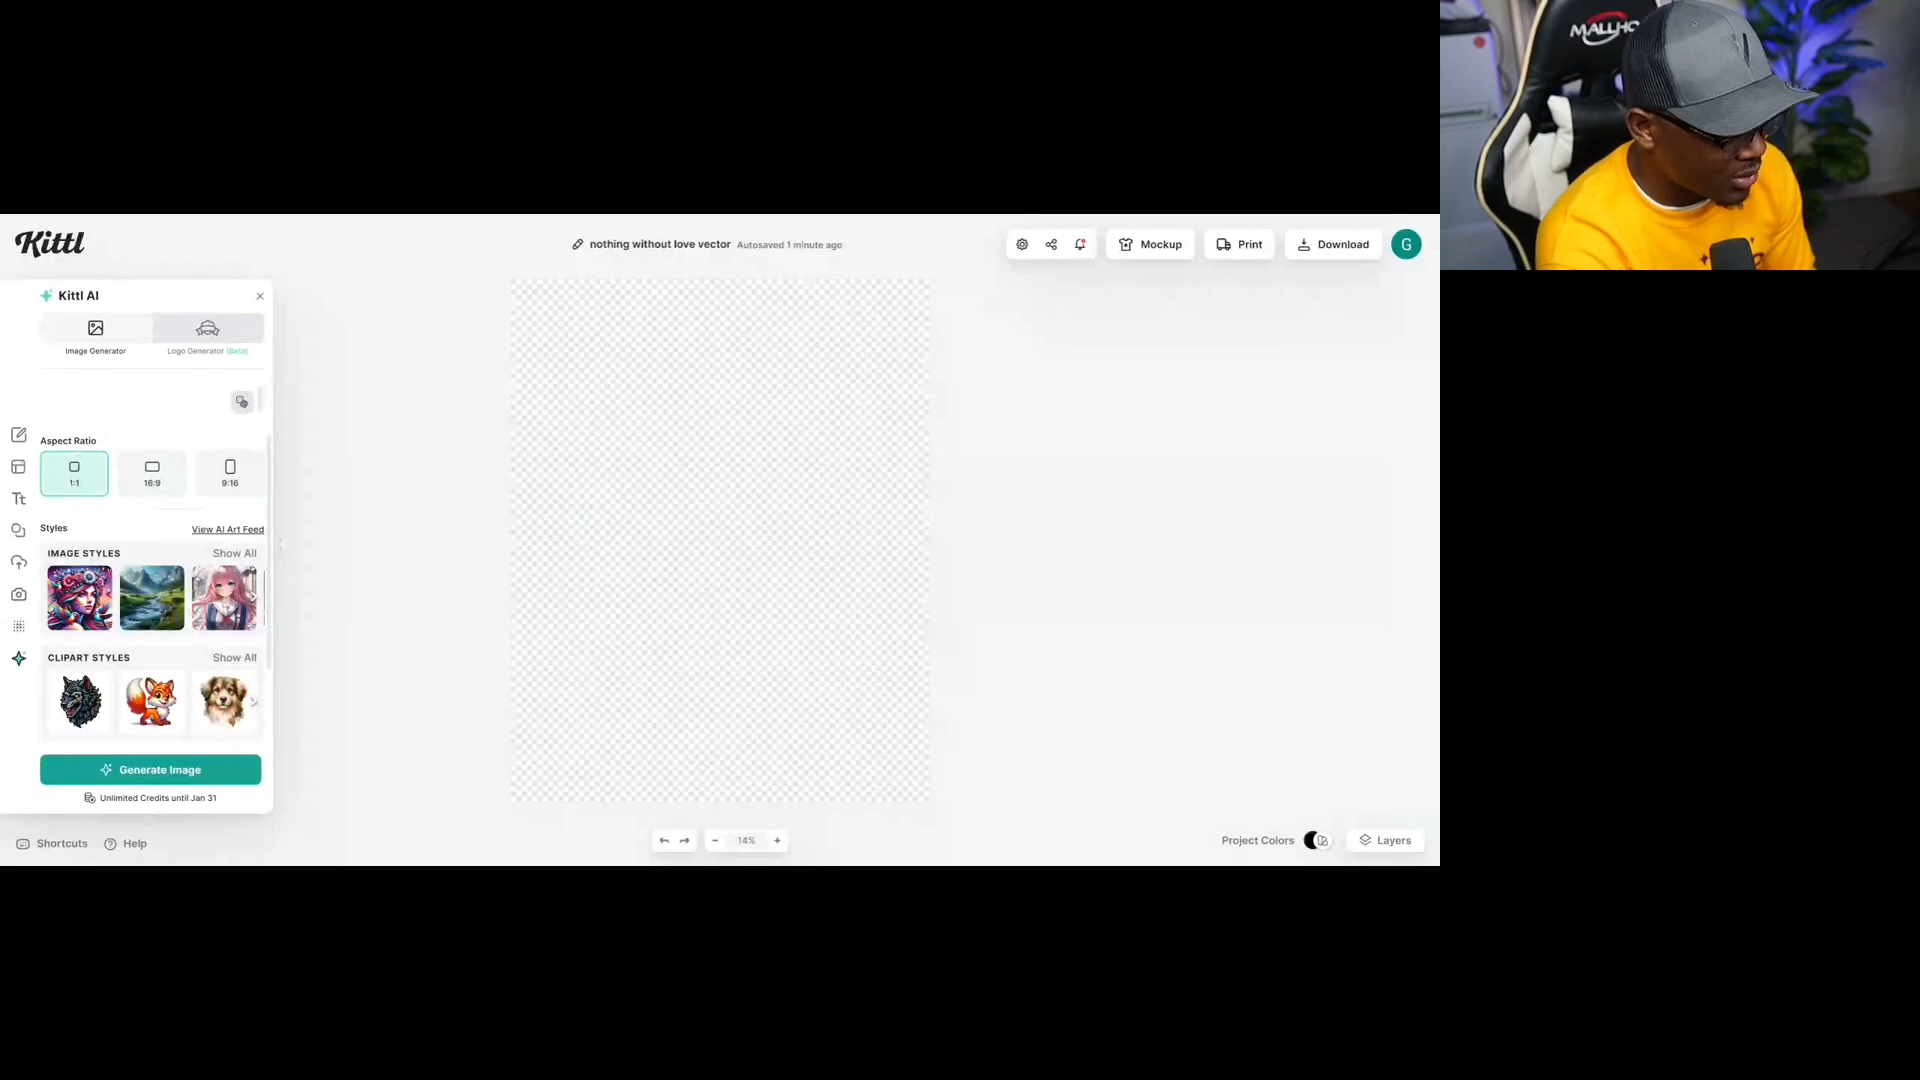 MALLHO
Kittl
nothing without love vector Autosaved 1 minute ago
Mockup
Print
Download
G
Kittl AI
Image Generator
Logo Generator (Beta)
Aspect Ratio
1:1
16:9
9:16
Styles
View AI Art Feed
IMAGE STYLES
Show All
CLIPART STYLES
Show All
Generate Image
Unlimited Credits until Jan 31
Tt
Shortcuts
Help
14%
Project Colors
Layers